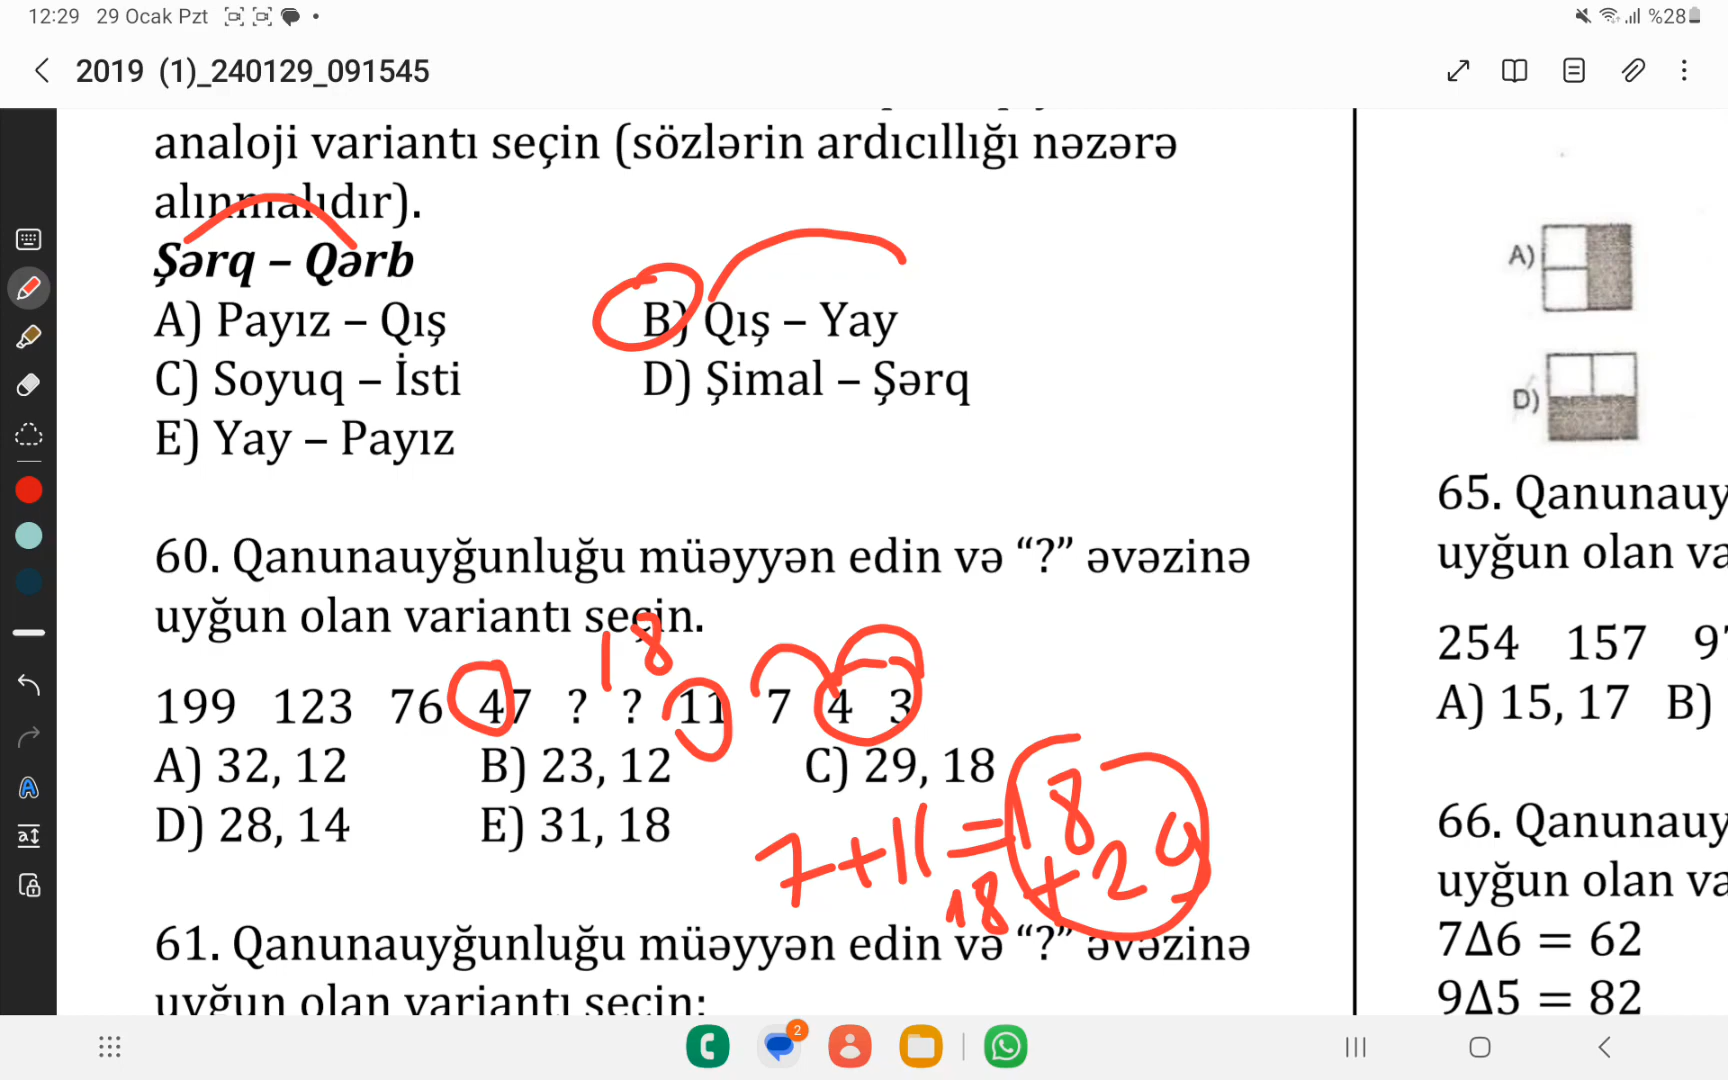 12:29 29 Ocak Pzt
%28
2019 (1)_240129_091545
analoji variantı seçin (sözlərin ardıcıllığı nəzərə
alınmalıdır).
Şərq – Qərb
A) Payız – Qış B) Qış – Yay
C) Soyuq – İsti D) Şimal – Şərq
E) Yay – Payız
60. Qanunauyğunluğu müəyyən edin və “?” əvəzinə
uyğun olan variantı seçin.
18
199 123 76 47 ? ? 11 7 4 3
A) 32, 12 B) 23, 12 C) 29, 18
D) 28, 14 E) 31, 18
7+11=18
18+29
61. Qanunauyğunluğu müəyyən edin və “?” əvəzinə
uyğun olan variantı seçin:
A)
D)
65. Qanunauy
uyğun olan va
254 157 97
A) 15, 17 B)
66. Qanunauy
uyğun olan va
7Δ6 = 62
9Δ5 = 82
2